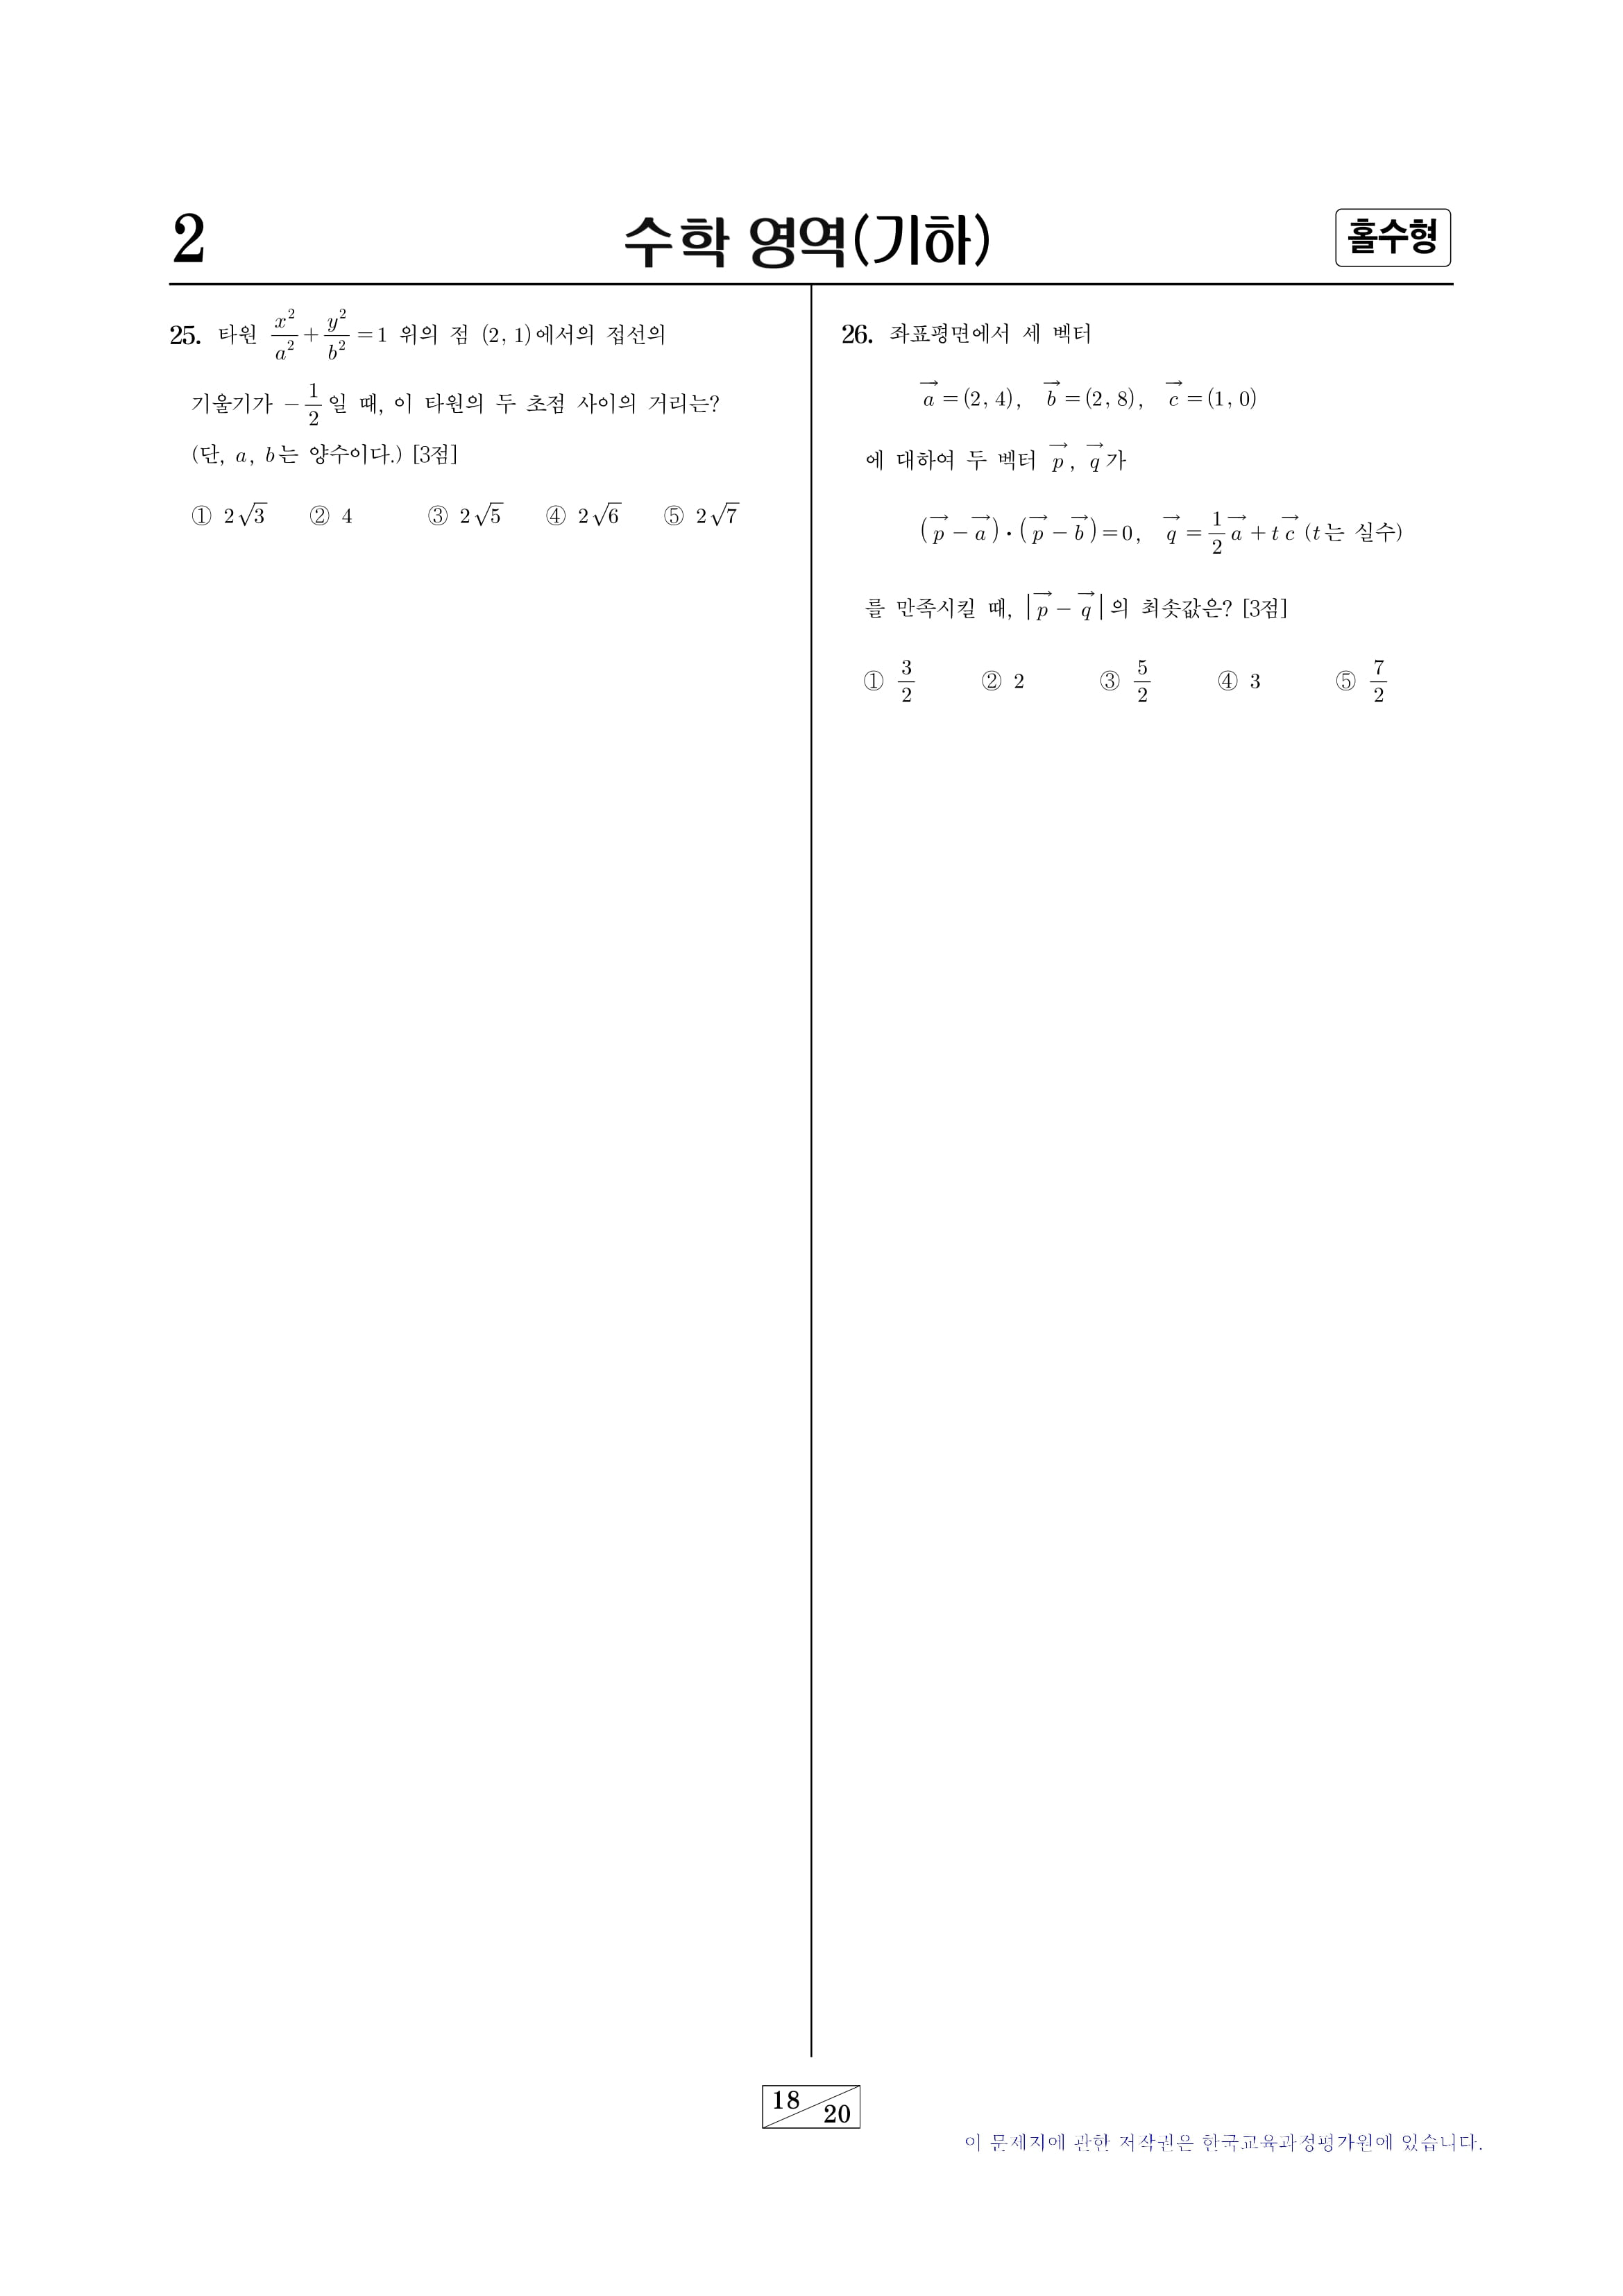 2
수학 영역(기하)
홀수형
25. 타원 $\frac{x^2}{a^2}+\frac{y^2}{b^2}=1$ 위의 점 (2, 1)에서의 접선의
기울기가 $-\frac{1}{2}$일 때, 이 타원의 두 초점 사이의 거리는?
(단, a, b는 양수이다.) [3점]
① $2\sqrt{3}$ ② 4 ③ $2\sqrt{5}$ ④ $2\sqrt{6}$ ⑤ $2\sqrt{7}$
26. 좌표평면에서 세 벡터
$\vec{a}=(2, 4), \vec{b}=(2, 8), \vec{c}=(1, 0)$
에 대하여 두 벡터 $\vec{p}, \vec{q}$가
$(\vec{p}-\vec{a})\cdot(\vec{p}-\vec{b})=0, \vec{q}=\frac{1}{2}\vec{a}+t\vec{c}$ (t는 실수)
를 만족시킬 때, $|\vec{p}-\vec{q}|$의 최솟값은? [3점]
① $\frac{3}{2}$ ② 2 ③ $\frac{5}{2}$ ④ 3 ⑤ $\frac{7}{2}$
18
20
이 문제지에 관한 저작권은 한국교육과정평가원에 있습니다.